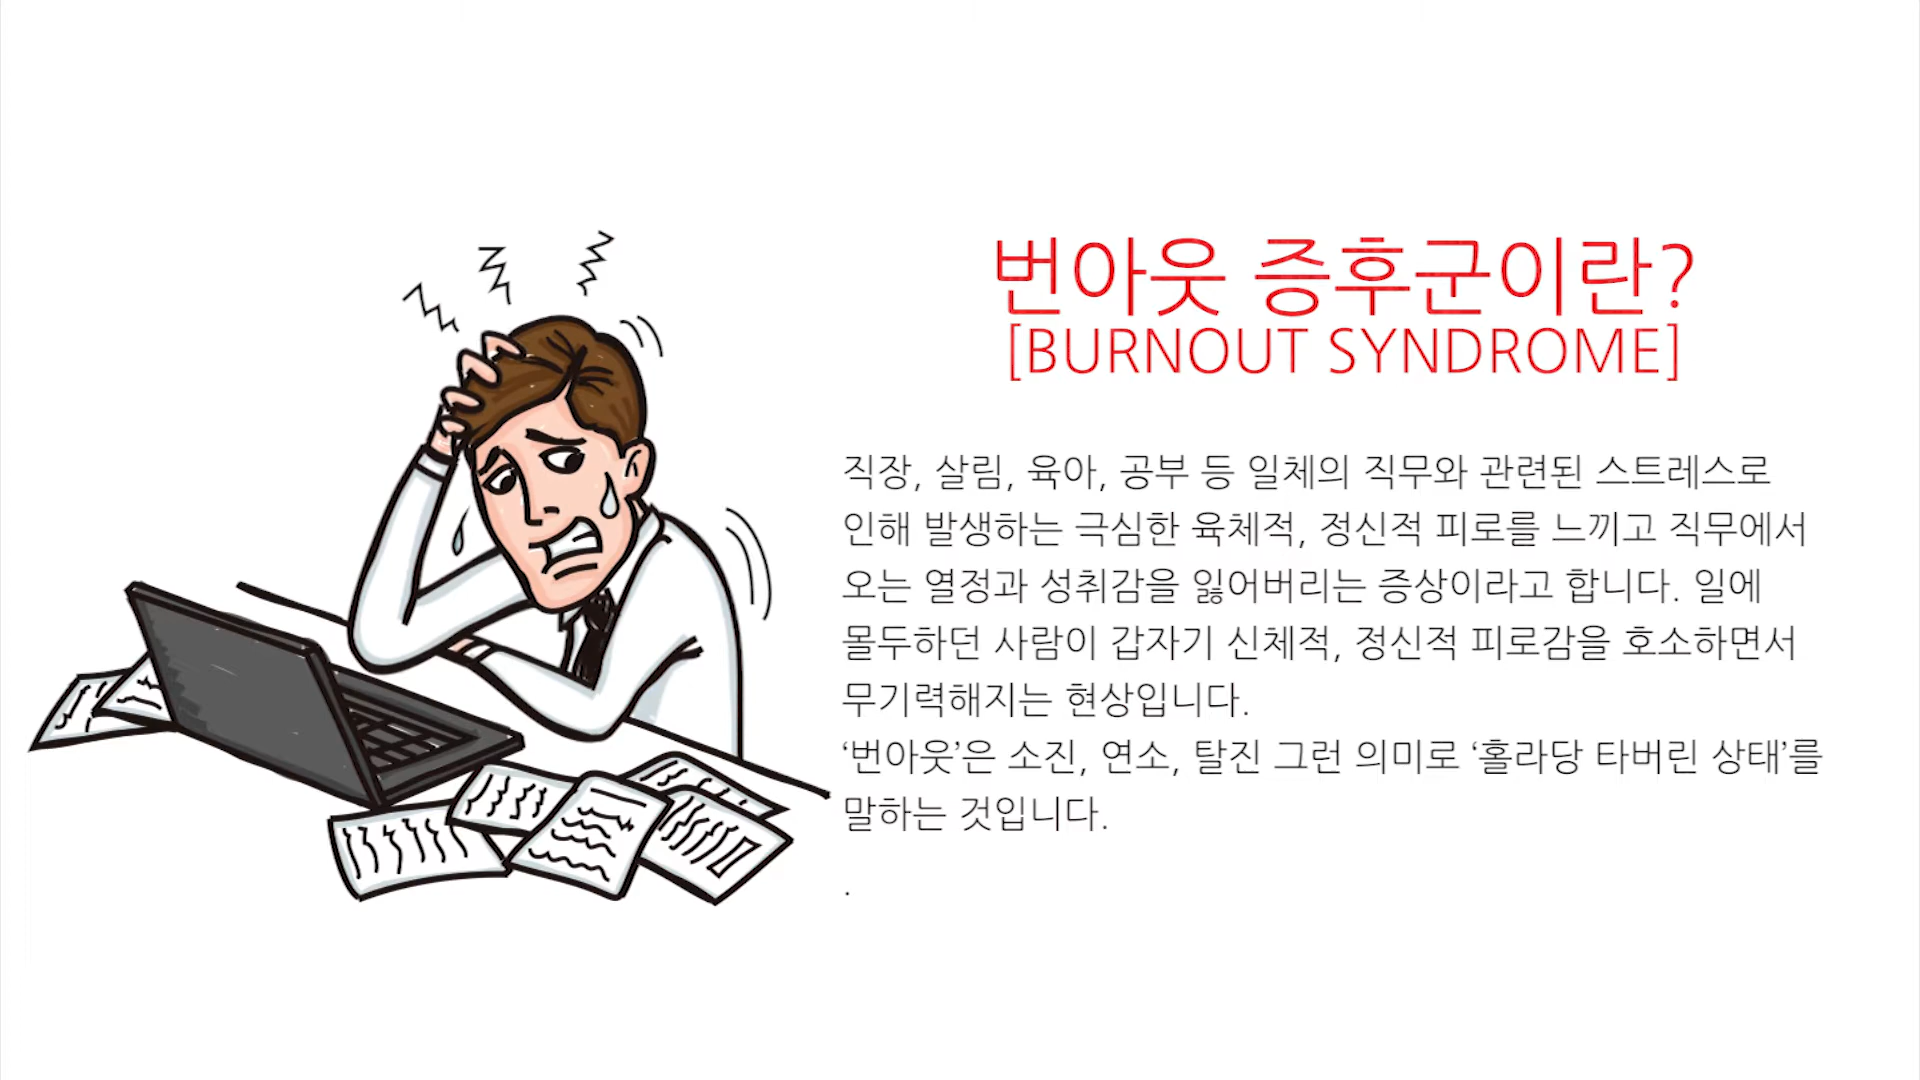 번아웃 증후군이란?
[BURNOUT SYNDROME]
직장, 살림, 육아, 공부 등 일체의 직무와 관련된 스트레스로
인해 발생하는 극심한 육체적, 정신적 피로를 느끼고 직무에서
오는 열정과 성취감을 잃어버리는 증상이라고 합니다. 일에
몰두하던 사람이 갑자기 신체적, 정신적 피로감을 호소하면서
무기력해지는 현상입니다.
‘번아웃’은 소진, 연소, 탈진 그런 의미로 ‘홀라당 타버린 상태’를
말하는 것입니다.
.